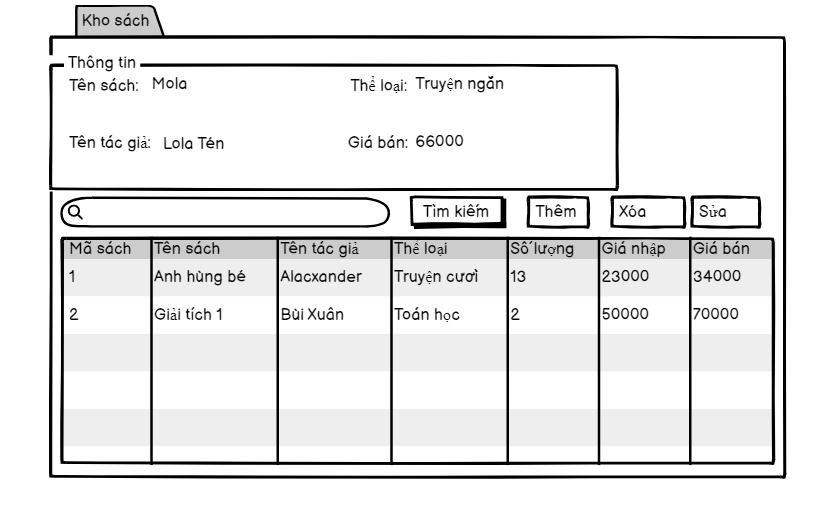 Kho sách
Thông tin
Tên sách: Mola Thể loại: Truyện ngắn
Tên tác giả: Lola Tén Giá bán: 66000
Tìm kiếm Thêm Xóa Sửa
Mã sách Tên sách Tên tác giả Thể loại Số lượng Giá nhập Giá bán
1 Anh hùng bé Alacxander Truyện cười 13 23000 34000
2 Giải tích 1 Bùi Xuân Toán học 2 50000 70000